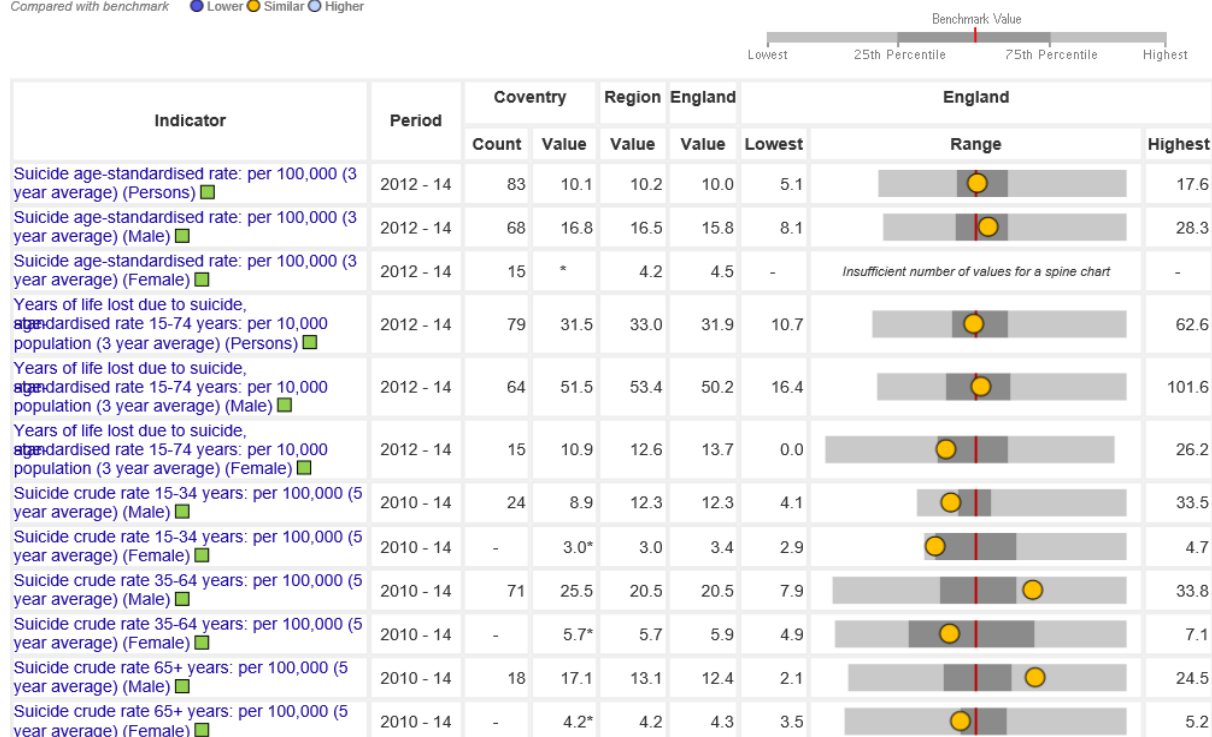 Compared with benchmark Lower Similar Higher
Benchmark Value
Lowest 25th Percentile 75th Percentile Highest
Indicator Period Coventry Region England England
Count Value Value Value Lowest Range Highest
Suicide age-standardised rate: per 100,000 (3
year average) (Persons) 2012 - 14 83 10.1 10.2 10.0 5.1 17.6
Suicide age-standardised rate: per 100,000 (3
year average) (Male) 2012 - 14 68 16.8 16.5 15.8 8.1 28.3
Suicide age-standardised rate: per 100,000 (3
year average) (Female) 2012 - 14 15 * 4.2 4.5 - Insufficient number of values for a spine chart -
Years of life lost due to suicide,
age-standardised rate 15-74 years: per 10,000
population (3 year average) (Persons) 2012 - 14 79 31.5 33.0 31.9 10.7 62.6
Years of life lost due to suicide,
age-standardised rate 15-74 years: per 10,000
population (3 year average) (Male) 2012 - 14 64 51.5 53.4 50.2 16.4 101.6
Years of life lost due to suicide,
age-standardised rate 15-74 years: per 10,000
population (3 year average) (Female) 2012 - 14 15 10.9 12.6 13.7 0.0 26.2
Suicide crude rate 15-34 years: per 100,000 (5
year average) (Male) 2010 - 14 24 8.9 12.3 12.3 4.1 33.5
Suicide crude rate 15-34 years: per 100,000 (5
year average) (Female) 2010 - 14 - 3.0* 3.0 3.4 2.9 4.7
Suicide crude rate 35-64 years: per 100,000 (5
year average) (Male) 2010 - 14 71 25.5 20.5 20.5 7.9 33.8
Suicide crude rate 35-64 years: per 100,000 (5
year average) (Female) 2010 - 14 - 5.7* 5.7 5.9 4.9 7.1
Suicide crude rate 65+ years: per 100,000 (5
year average) (Male) 2010 - 14 18 17.1 13.1 12.4 2.1 24.5
Suicide crude rate 65+ years: per 100,000 (5
year average) (Female) 2010 - 14 - 4.2* 4.2 4.3 3.5 5.2